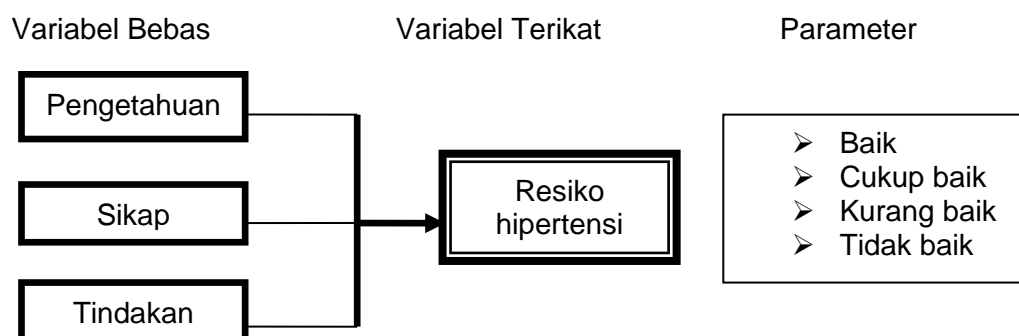 Variabel Bebas
Variabel Terikat
Parameter
Pengetahuan
Sikap
Tindakan
Resiko
hipertensi
Baik
Cukup baik
Kurang baik
Tidak baik